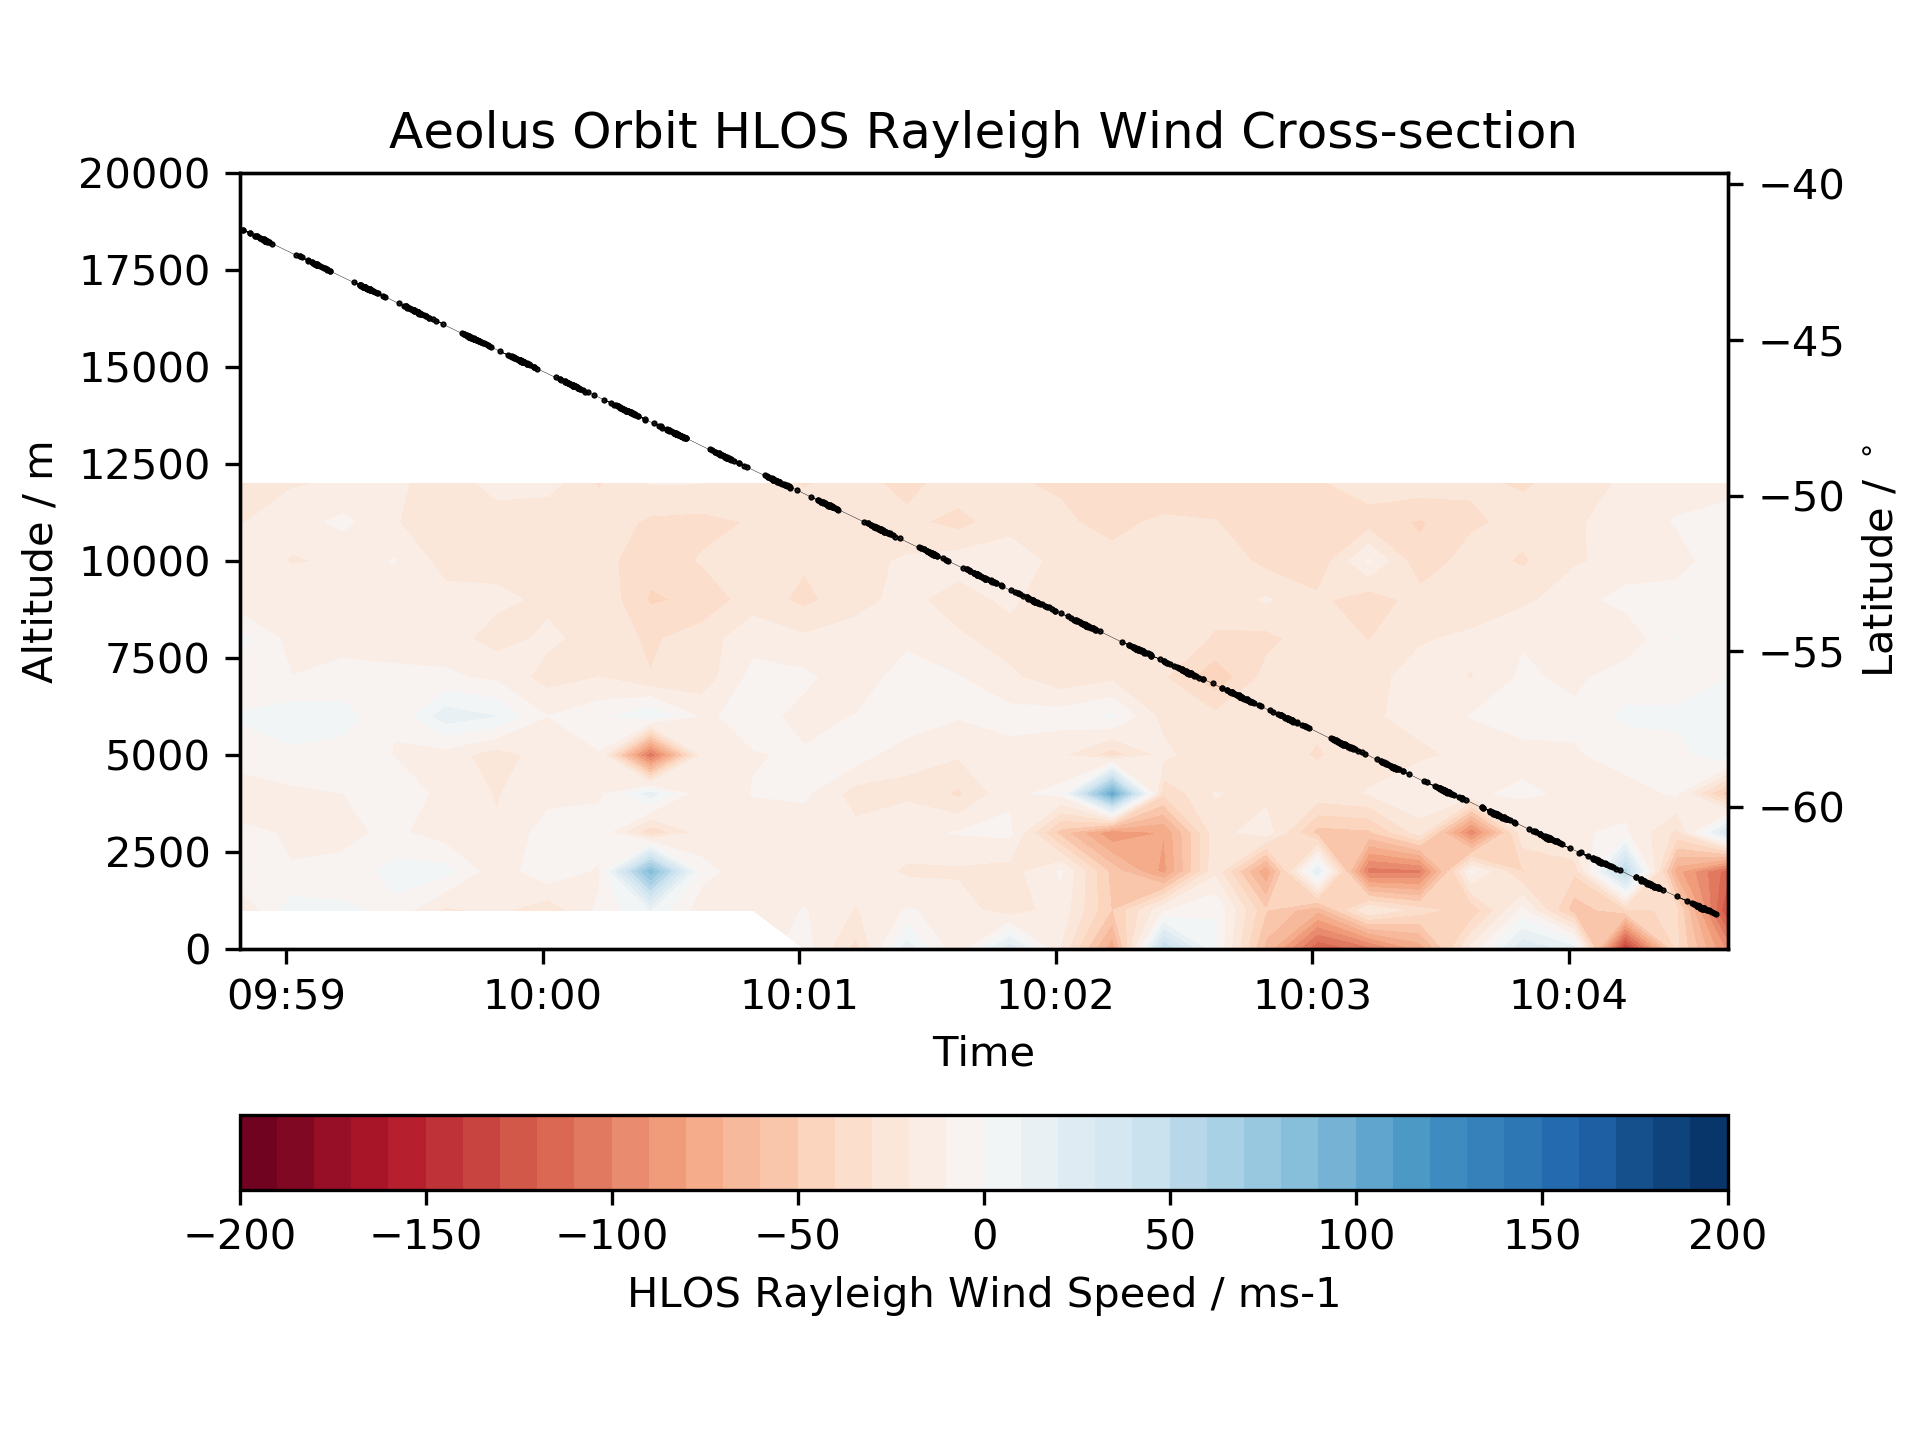 Aeolus Orbit HLOS Rayleigh Wind Cross-section
20000
17500
15000
12500
10000
7500
5000
2500
0
Altitude / m
−40
−45
−50
−55
−60
Latitude / °
09:59 10:00 10:01 10:02 10:03 10:04
Time
−200 −150 −100 −50 0 50 100 150 200
HLOS Rayleigh Wind Speed / ms-1